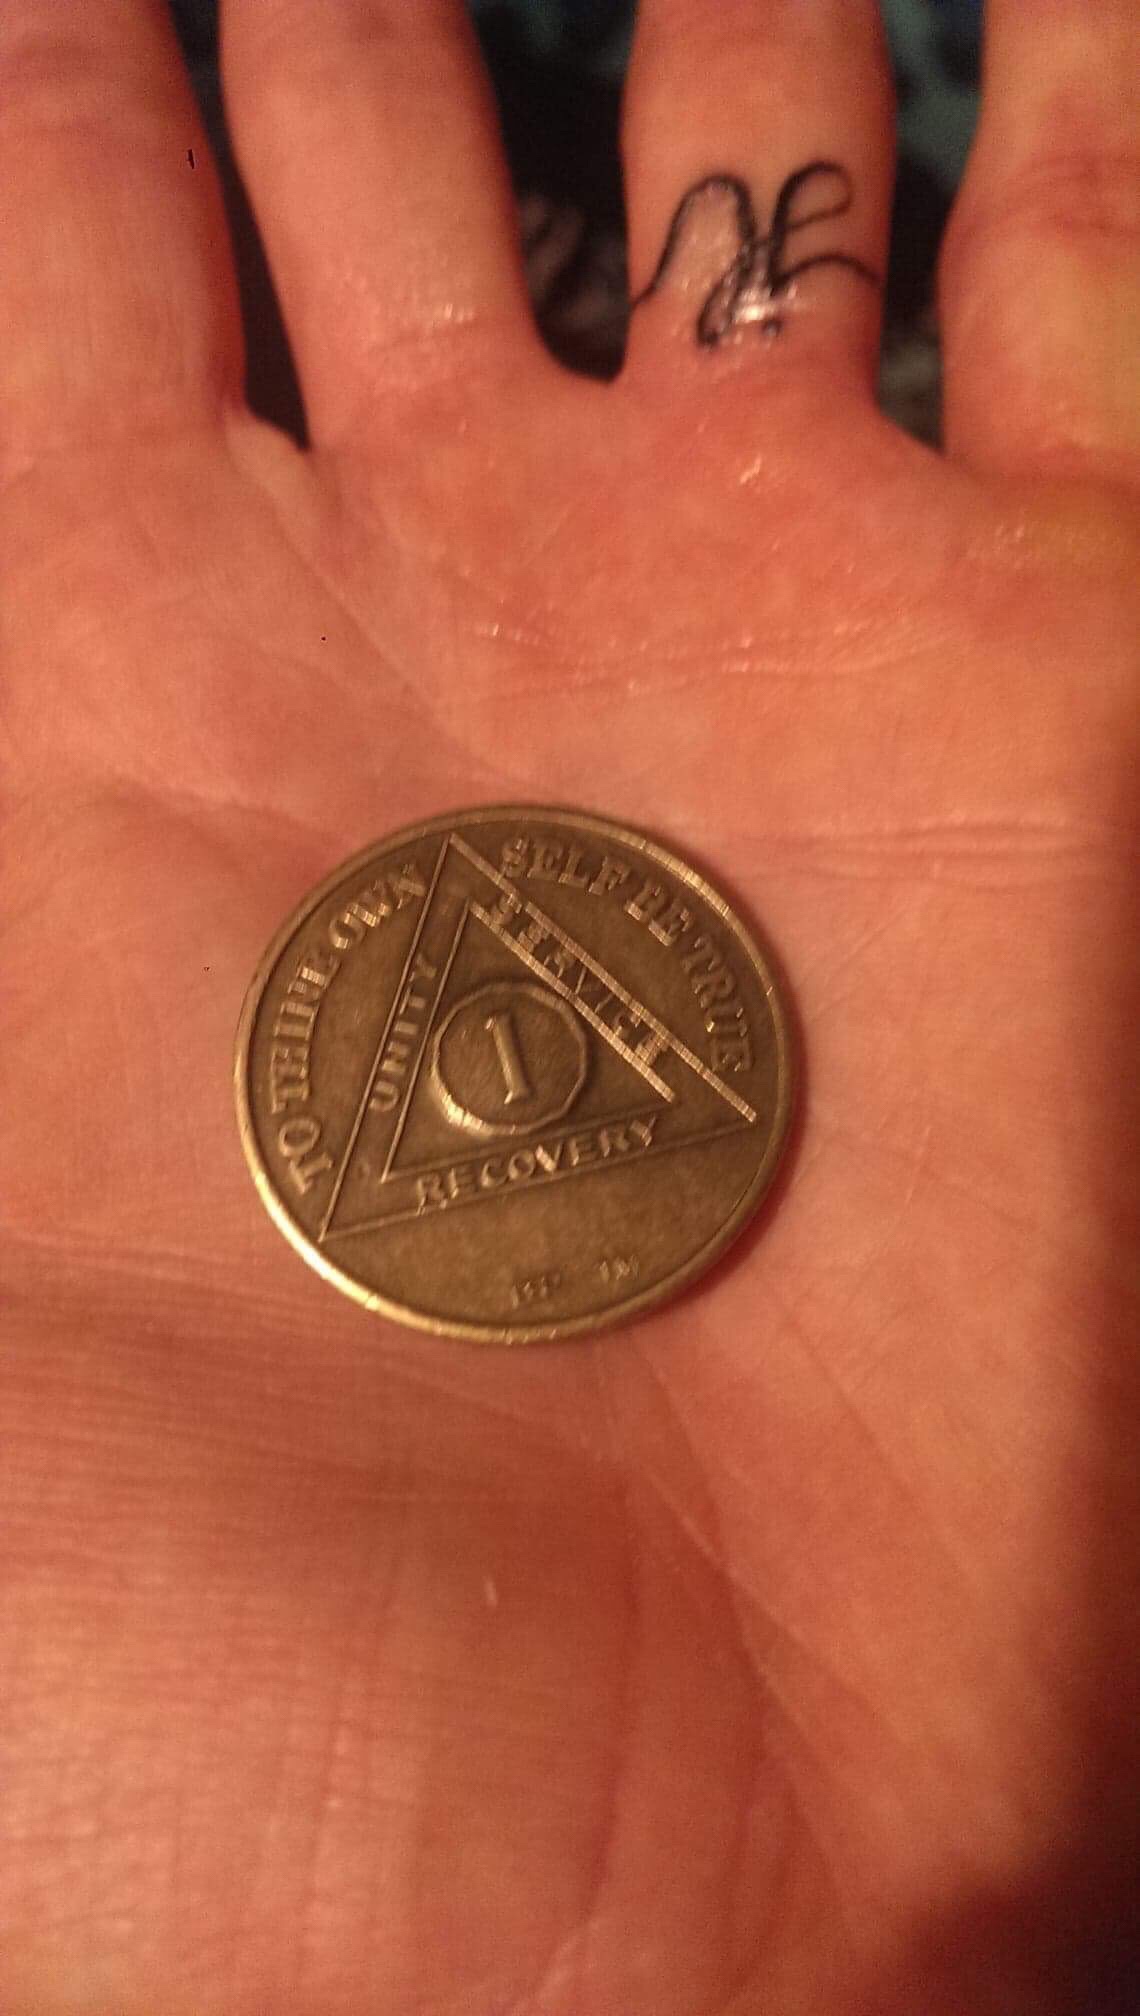 TO THINE OWN
SELF BE TRUE
UNITY
SERVICE
1
RECOVERY